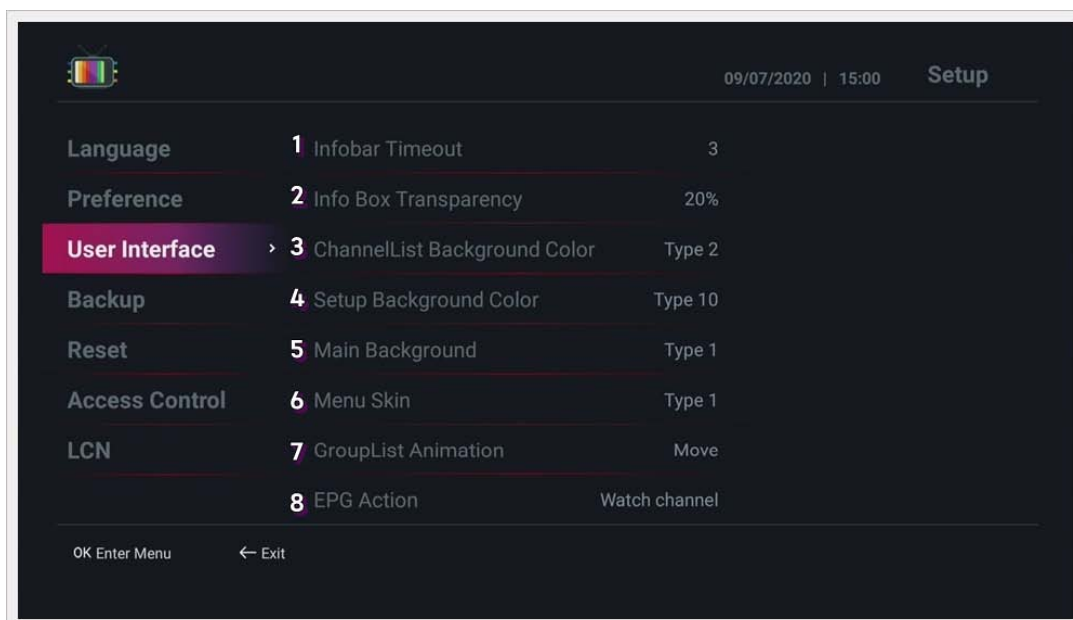 09/07/2020 | 15:00 Setup
Language 1 Infobar Timeout 3
Preference 2 Info Box Transparency 20%
User Interface › 3 ChannelList Background Color Type 2
Backup 4 Setup Background Color Type 10
Reset 5 Main Background Type 1
Access Control 6 Menu Skin Type 1
LCN 7 GroupList Animation Move
8 EPG Action Watch channel
OK Enter Menu ← Exit